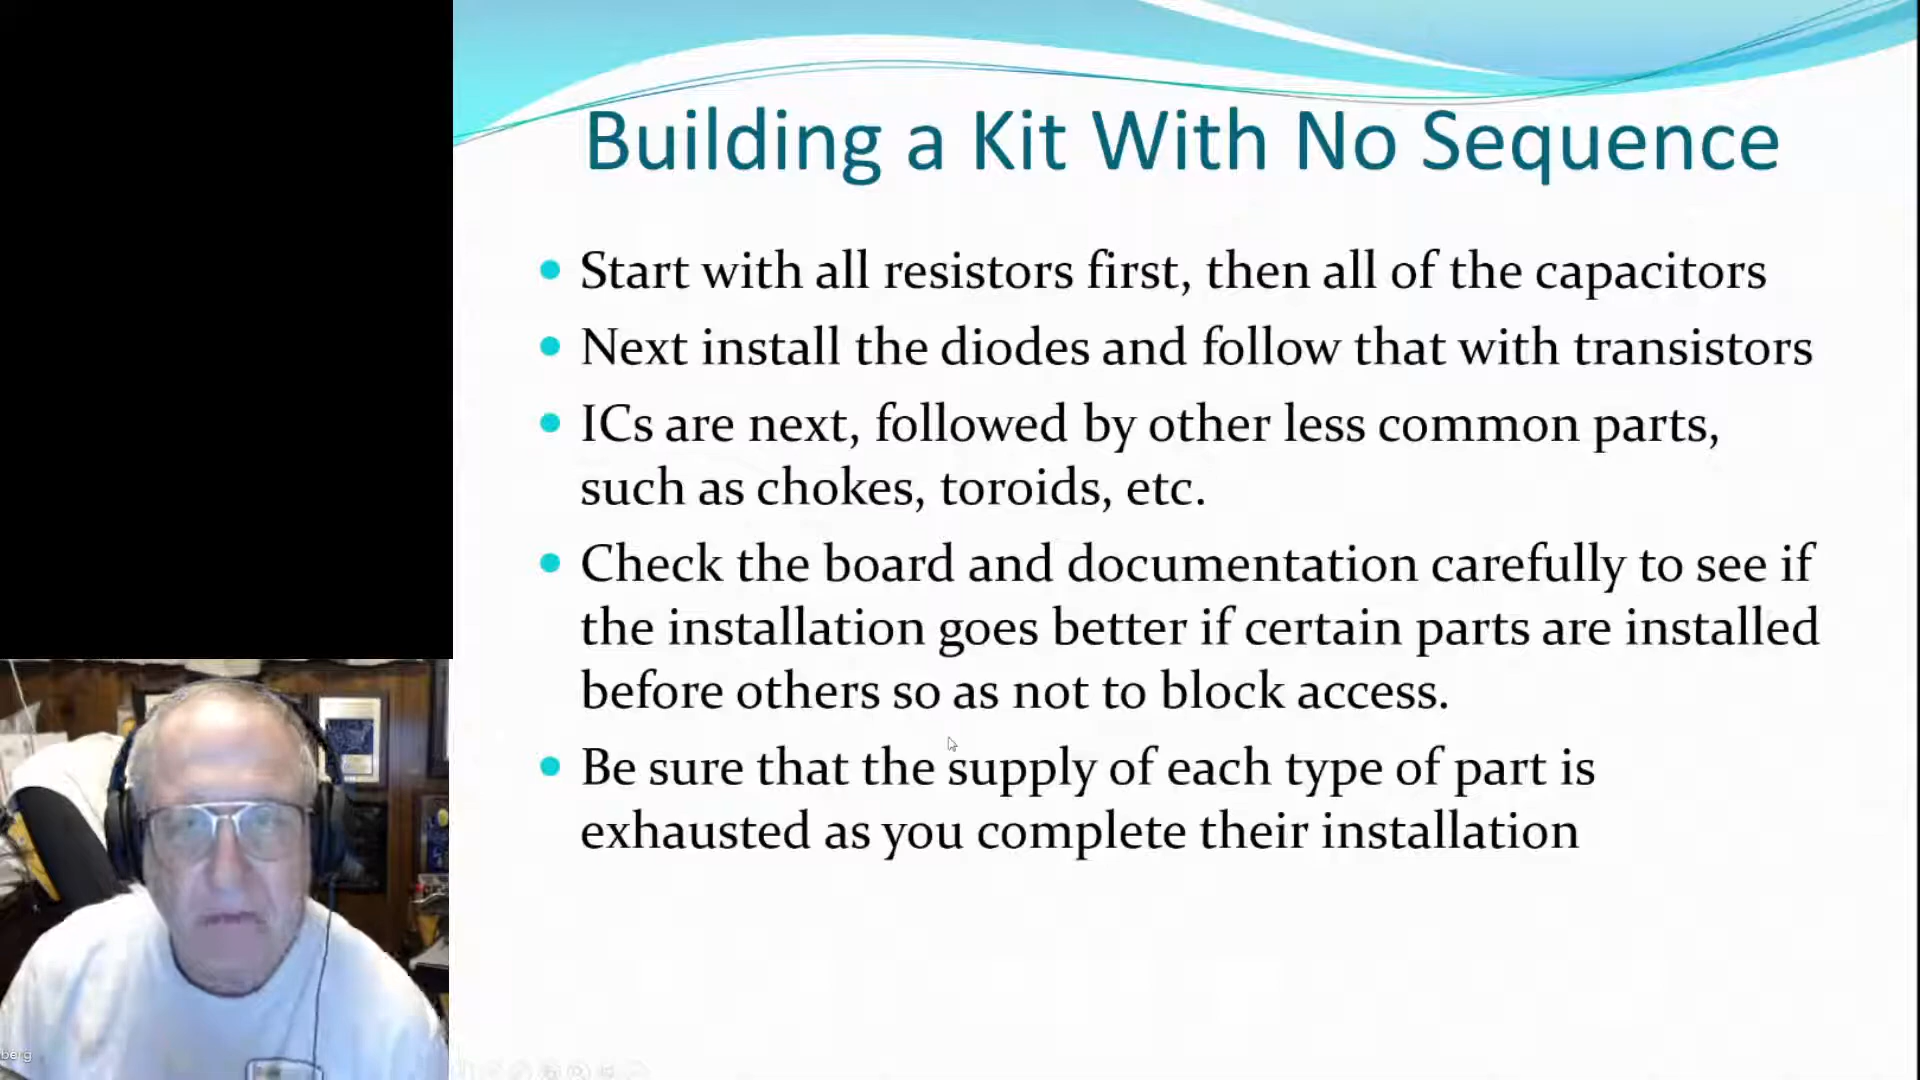 Building a Kit With No Sequence
Start with all resistors first, then all of the capacitors
Next install the diodes and follow that with transistors
ICs are next, followed by other less common parts,
such as chokes, toroids, etc.
Check the board and documentation carefully to see if
the installation goes better if certain parts are installed
before others so as not to block access.
Be sure that the supply of each type of part is
exhausted as you complete their installation
berg